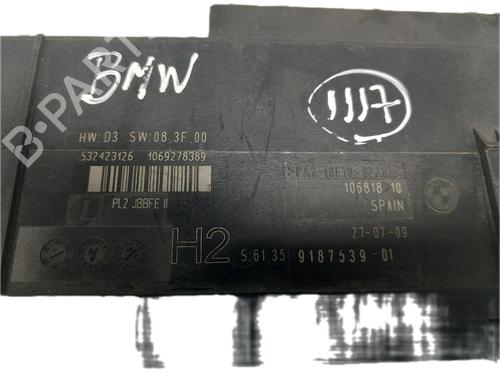 BMW
1117
HW:D3 SW:08.3F.00
532423126 1069278389
PL2 JBBFE II
106818 10
SPAIN
27-07-09
H2 S:61.35 9187539-01
B-PARTS